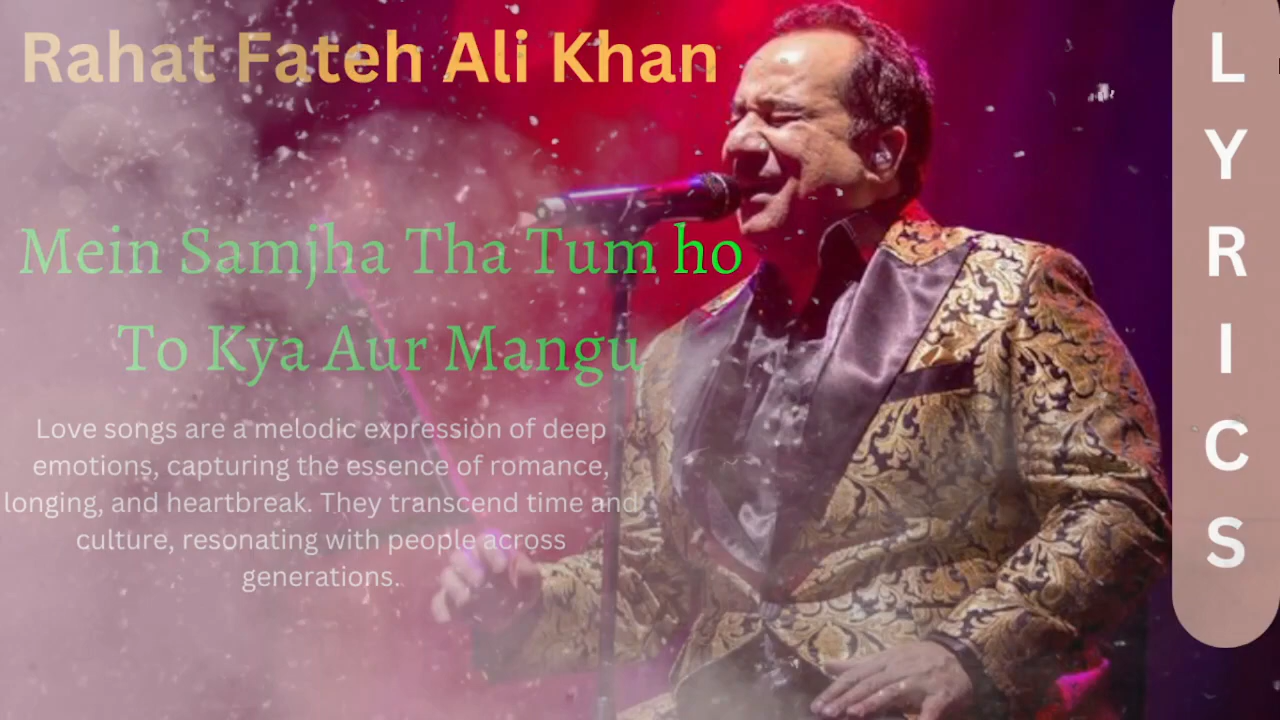 Rahat Fateh Ali Khan
Mein Samjha Tha Tum ho
To Kya Aur Mangu
Love songs are a melodic expression of deep
emotions, capturing the essence of romance,
longing, and heartbreak. They transcend time and
culture, resonating with people across
generations.
L
Y
R
I
C
S